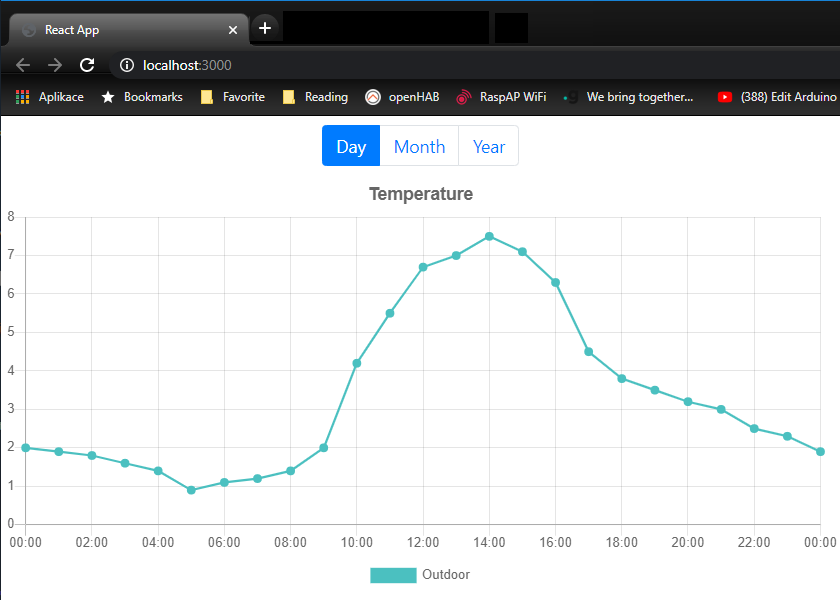 React App
localhost:3000
Aplikace Bookmarks Favorite Reading openHAB RaspAP WiFi We bring together... (388) Edit Arduino
Day Month Year
Temperature
8
7
6
5
4
3
2
1
0
00:00 02:00 04:00 06:00 08:00 10:00 12:00 14:00 16:00 18:00 20:00 22:00 00:00
Outdoor